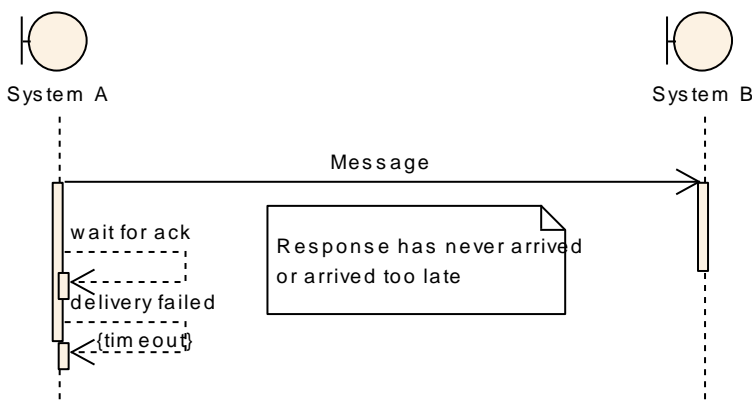 System A
System B
Message
wait for ack
Response has never arrived
or arrived too late
delivery failed
{timeout}